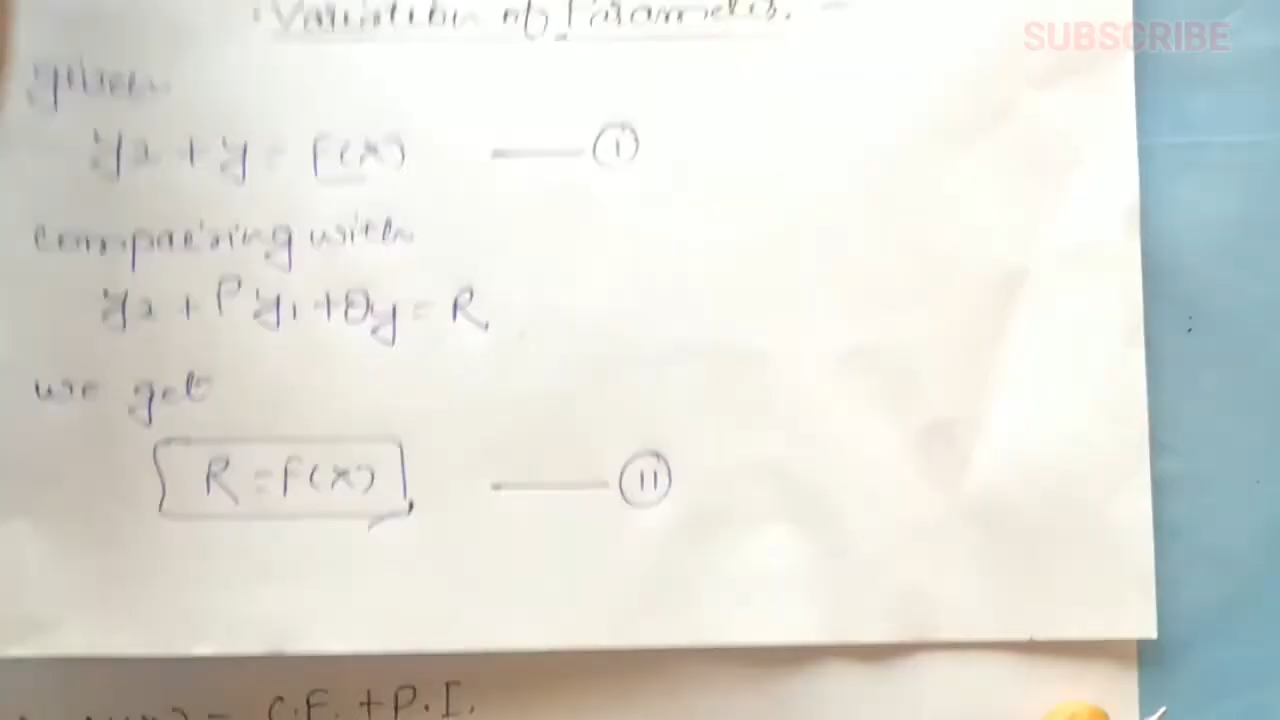 Variation of Parameters.
SUBSCRIBE
given
y2 + y = f(x) —— (I)
comparing with
y2 + Py1 + Qy = R
we get
R = f(x) —— (II)
= C.F. + P.I.